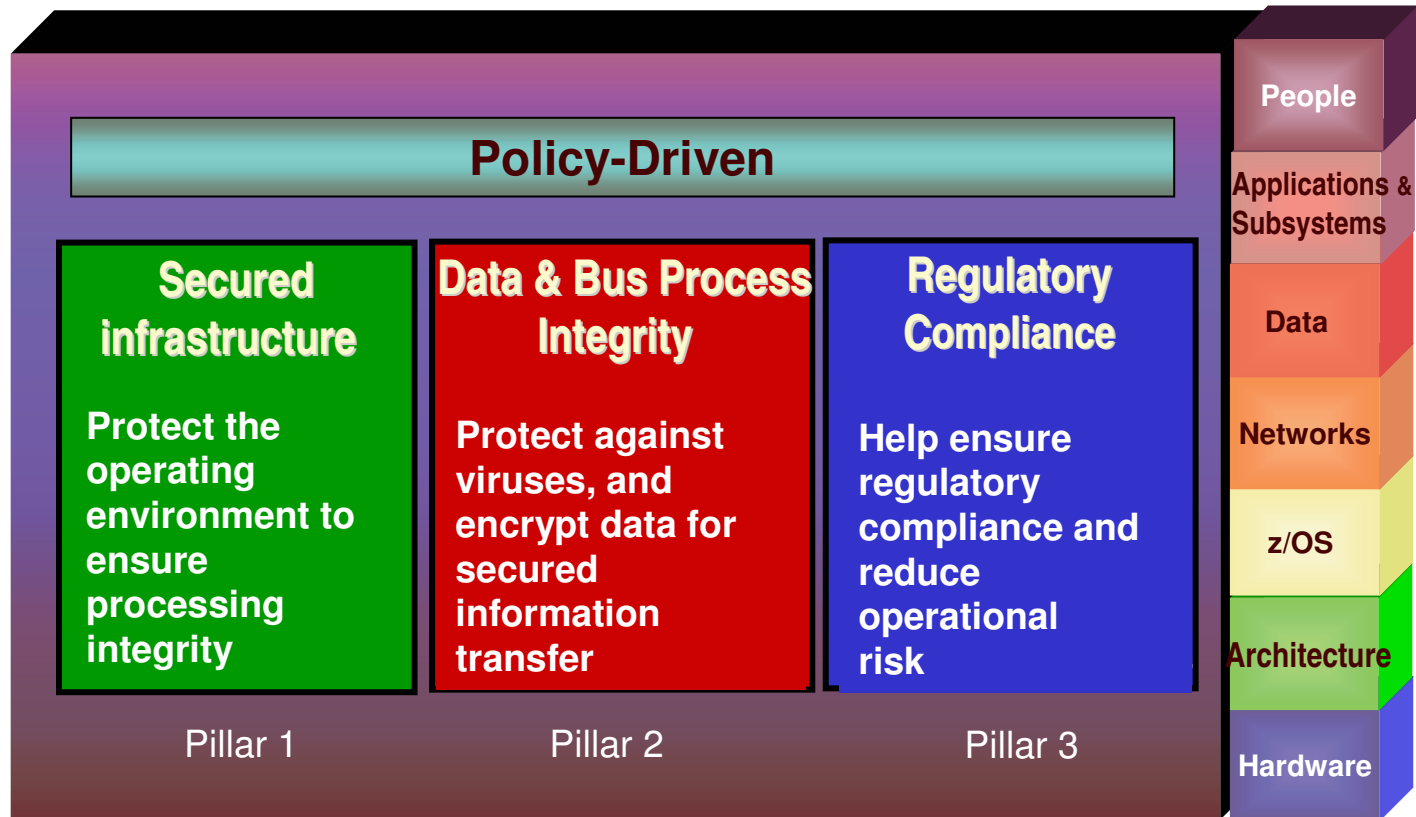 Policy-Driven
Secured
infrastructure
Protect the
operating
environment to
ensure
processing
integrity
Pillar 1
Data & Bus Process
Integrity
Protect against
viruses, and
encrypt data for
secured
information
transfer
Pillar 2
Regulatory
Compliance
Help ensure
regulatory
compliance and
reduce
operational
risk
Pillar 3
People
Applications &
Subsystems
Data
Networks
z/OS
Architecture
Hardware